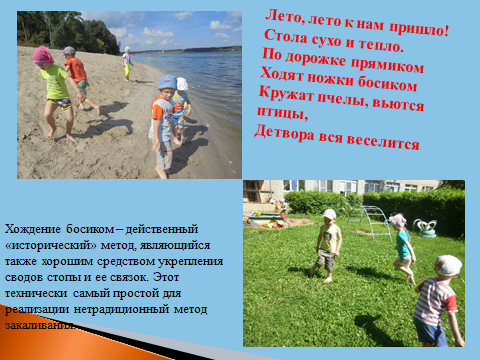 Лето, лето к нам пришло!
Стола сухо и тепло.
По дорожке прямиком
Ходят ножки босиком
Кружат пчелы, вьются
птицы,
Детвора вся веселится
Хождение босиком – действенный
«исторический» метод, являющийся
также хорошим средством укрепления
сводов стопы и ее связок. Этот
технически самый простой для
реализации нетрадиционный метод
закаливания.